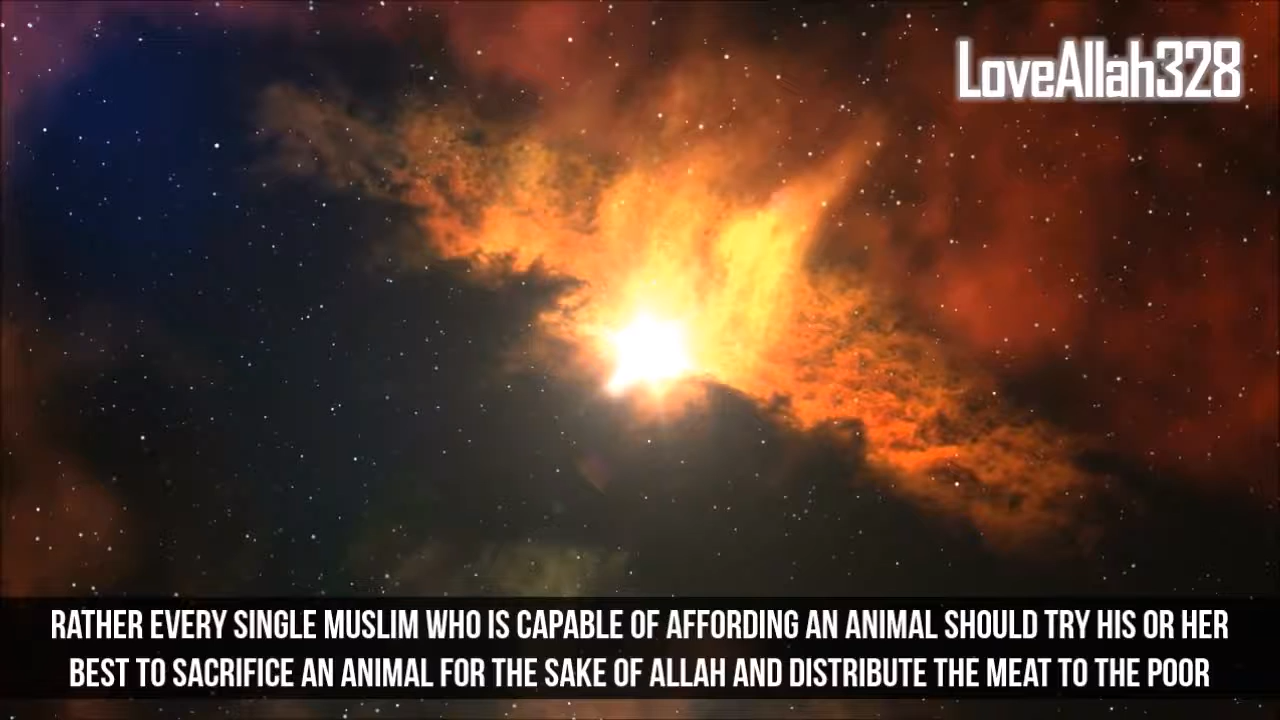 LoveAllah328
RATHER EVERY SINGLE MUSLIM WHO IS CAPABLE OF AFFORDING AN ANIMAL SHOULD TRY HIS OR HER
BEST TO SACRIFICE AN ANIMAL FOR THE SAKE OF ALLAH AND DISTRIBUTE THE MEAT TO THE POOR